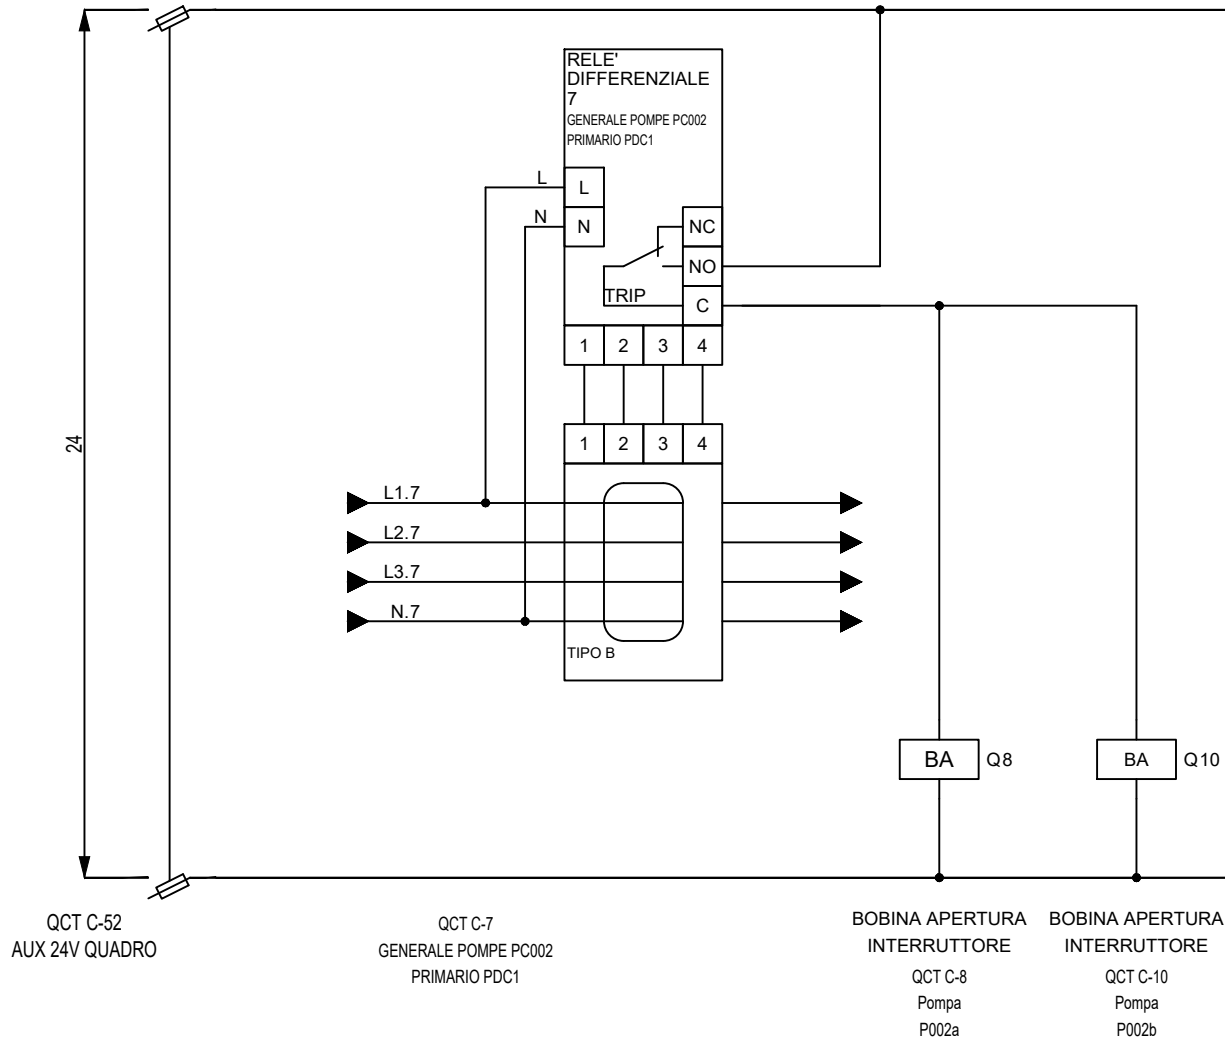 RELE'
DIFFERENZIALE
7
GENERALE POMPE PC002
PRIMARIO PDC1
L
L
N
N
NC
NO
TRIP
C
1 2 3 4
24
1 2 3 4
L1.7
L2.7
L3.7
N.7
TIPO B
BA Q8
BA Q10
QCT C-52
AUX 24V QUADRO
QCT C-7
GENERALE POMPE PC002
PRIMARIO PDC1
BOBINA APERTURA
INTERRUTTORE
QCT C-8
Pompa
P002a
BOBINA APERTURA
INTERRUTTORE
QCT C-10
Pompa
P002b